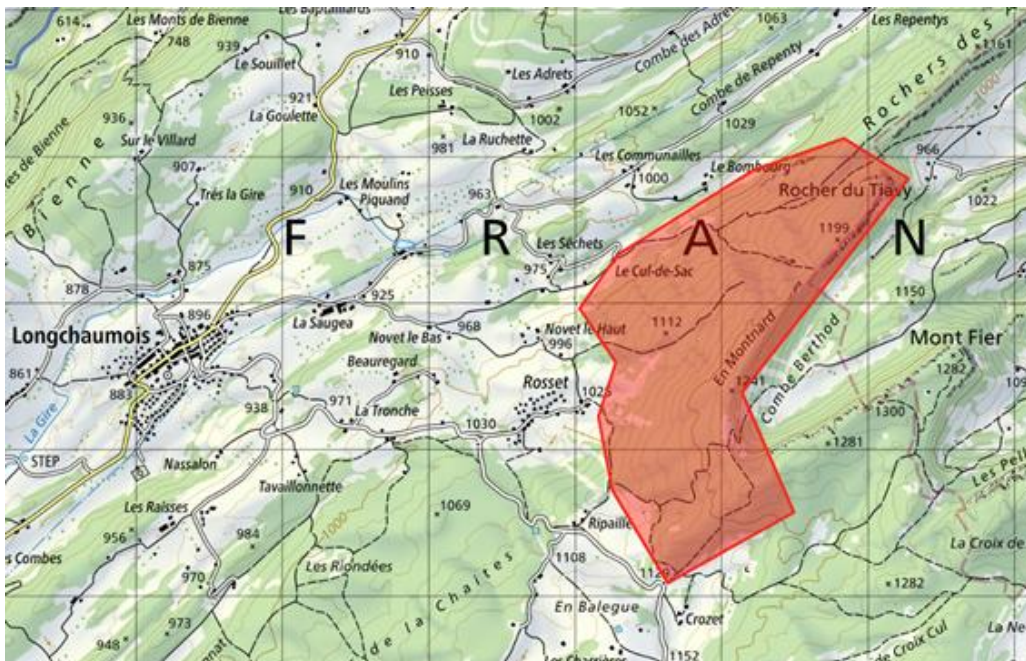 614
Les Monts de Bienne
748
Les Baptaillards
939
Le Souillet
910
1063
Les Repentys
Combe des Adrets
1161
Les Adrets
Les Peisses
Combe de Repenty
Rochers des
921
La Goulette
1002
1052
1029
936
Sur le Villard
La Ruchette
981
Bienne
907
Très la Gire
910
Les Moulins
Piquand
963
Les Communailles
1000
Le Bombourg
966
Rocher du Tiavy
1022
F R A N
1199
Les Séchets
975
Le Cul-de-Sac
875
878
925
1150
896
La Saugea
Longchaumois
Novet le Bas
968
Novet le Haut
996
1112
Mont Fier
En Montnard
Combe Berthod
1282
861
Beauregard
Rosset
1241
883
La Gire
938
971
La Tronche
1030
1300
1281
STEP
Nassalon
Tavaillonnette
Les Raisses
1069
1000
Ripaille
La Croix de
956
984
Les Riondées
1108
s Combes
970
de la Chaites
En Balegue
1282
973
948
Crozet
1152
de Croix Cul
Les Charrières